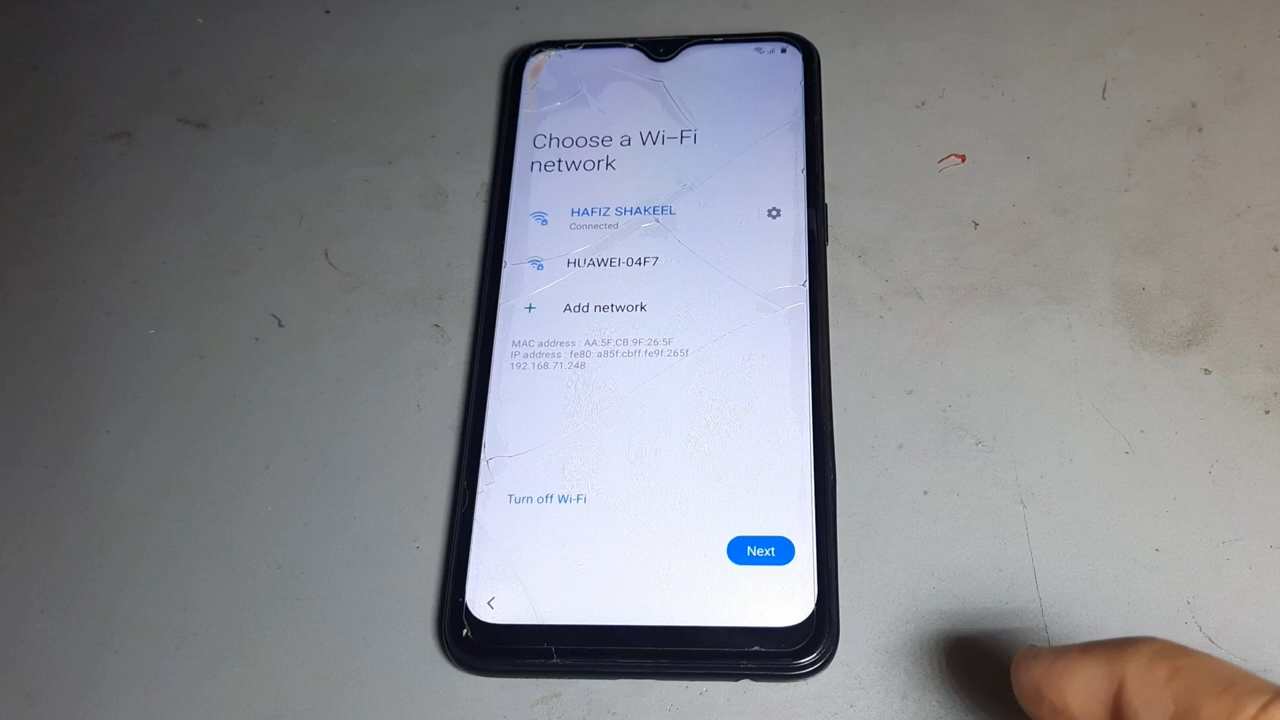 Choose a Wi-Fi
network
HAFIZ SHAKEEL
Connected
HUAWEI-04F7
+ Add network
MAC address : AA:5F:CB:9F:26:5F
IP address : fe80::a85f:cbff:fe9f:265f
192.168.71.248
Turn off Wi-Fi
Next